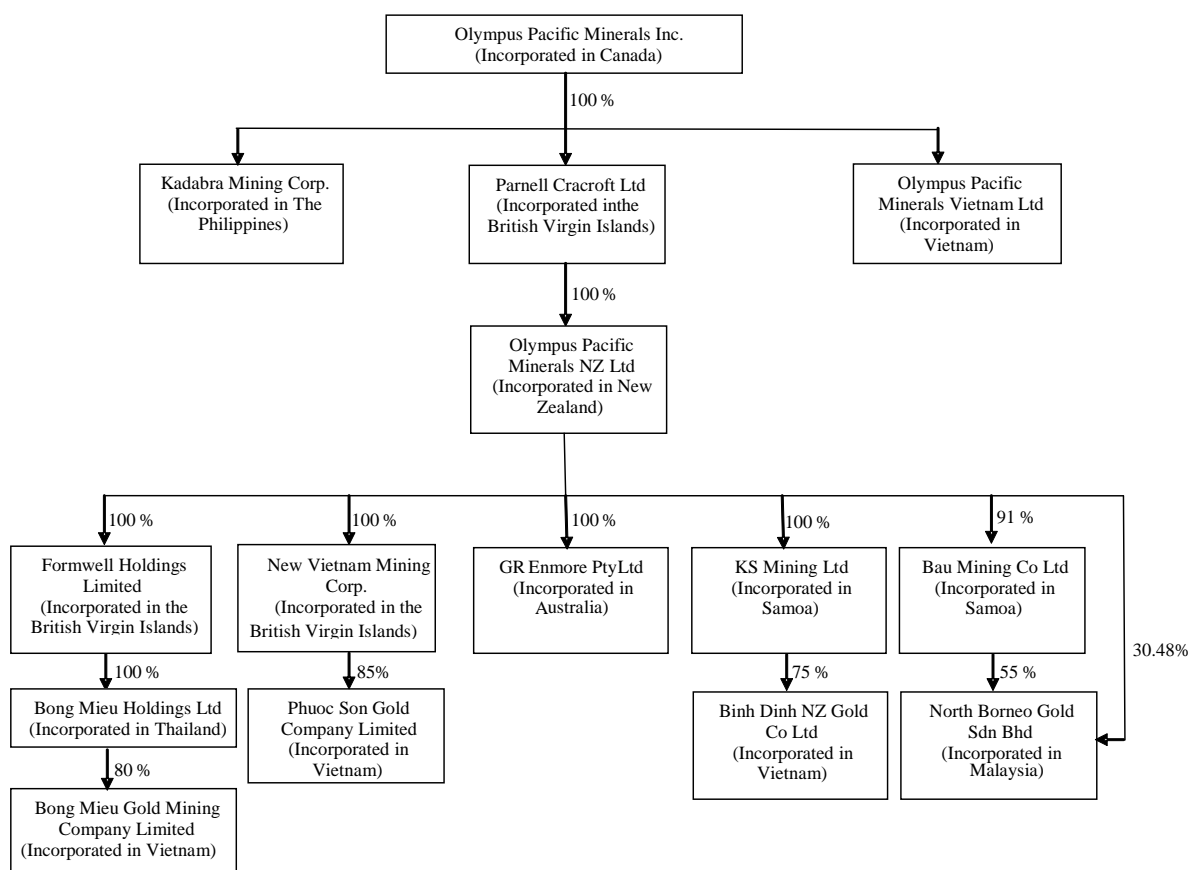 Olympus Pacific Minerals Inc.
(Incorporated in Canada)
100 %
Kadabra Mining Corp.
(Incorporated in The
Philippines)
Parnell Cracroft Ltd
(Incorporated inthe
British Virgin Islands)
Olympus Pacific
Minerals Vietnam Ltd
(Incorporated in
Vietnam)
100 %
Olympus Pacific
Minerals NZ Ltd
(Incorporated in New
Zealand)
100 %
100 %
100 %
100 %
91 %
Formwell Holdings
Limited
(Incorporated in the
British Virgin Islands)
New Vietnam Mining
Corp.
(Incorporated in the
British Virgin Islands)
GR Enmore PtyLtd
(Incorporated in
Australia)
KS Mining Ltd
(Incorporated in
Samoa)
Bau Mining Co Ltd
(Incorporated in
Samoa)
30.48%
100 %
85%
75 %
55 %
Bong Mieu Holdings Ltd
(Incorporated in Thailand)
Phuoc Son Gold
Company Limited
(Incorporated in
Vietnam)
Binh Dinh NZ Gold
Co Ltd
(Incorporated in
Vietnam)
North Borneo Gold
Sdn Bhd
(Incorporated in
Malaysia)
80 %
Bong Mieu Gold Mining
Company Limited
(Incorporated in Vietnam)